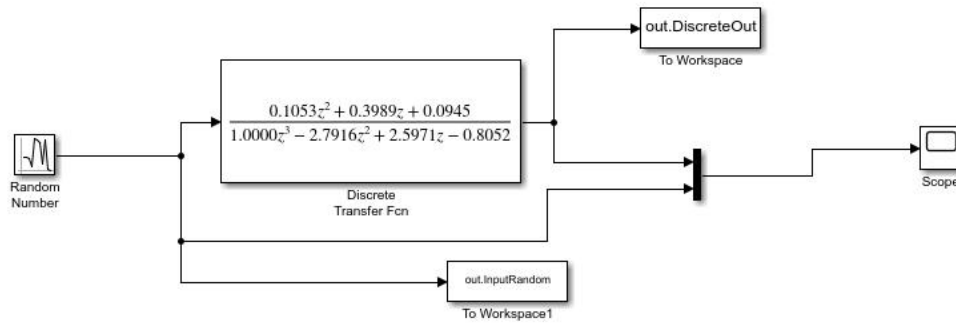 out.DiscreteOut
To Workspace
0.1053z² + 0.3989z + 0.0945
1.0000z³ − 2.7916z² + 2.5971z − 0.8052
Discrete
Transfer Fcn
Random
Number
Scope
out.InputRandom
To Workspace1